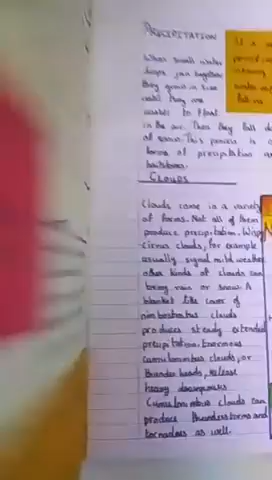 PRECIPITATION
When small water
drops join together
they grow in size
until they are
to float
in the air. Then they fall
of snow. This process is
forms of precipitation
hailstones.
CLOUDS
Clouds come in a variety
of forms. Not all of them
produce precipitation. Wispy
cirrus clouds, for example
usually signal mild weather
other kinds of clouds can
bring rain or snow. A
blanket like cover of
nimbostratus clouds
produces steady extended
precipitation. Enormous
cumulonimbus clouds, or
thunder heads, release
heavy downpours
Cumulonimbus clouds can
produce thunderstorms and
tornadoes as well.